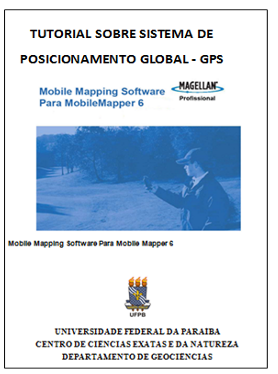 TUTORIAL SOBRE SISTEMA DE
POSICIONAMENTO GLOBAL - GPS
Mobile Mapping Software
Para MobileMapper 6
MAGELLAN
Professional
Mobile Mapping Software Para Mobile Mapper 6
UFPB
UNIVERSIDADE FEDERAL DA PARAIBA
CENTRO DE CIÊNCIAS EXATAS E DA NATUREZA
DEPARTAMENTO DE GEOCIENCIAS